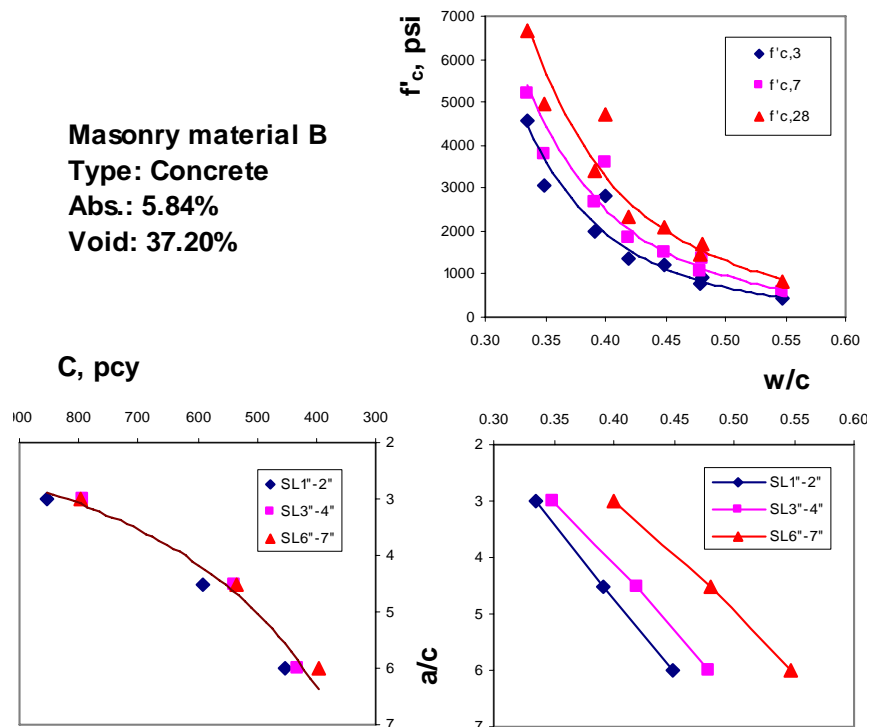 Masonry material B
Type: Concrete
Abs.: 5.84%
Void: 37.20%
f'c, psi
7000
6000
5000
4000
3000
2000
1000
0
f'c,3
f'c,7
f'c,28
0.30 0.35 0.40 0.45 0.50 0.55 0.60
w/c
C, pcy
900 800 700 600 500 400 300
2
3
4
5
6
7
SL1"-2"
SL3"-4"
SL6"-7"
a/c
0.30 0.35 0.40 0.45 0.50 0.55 0.60
2
3
4
5
6
7
SL1"-2"
SL3"-4"
SL6"-7"